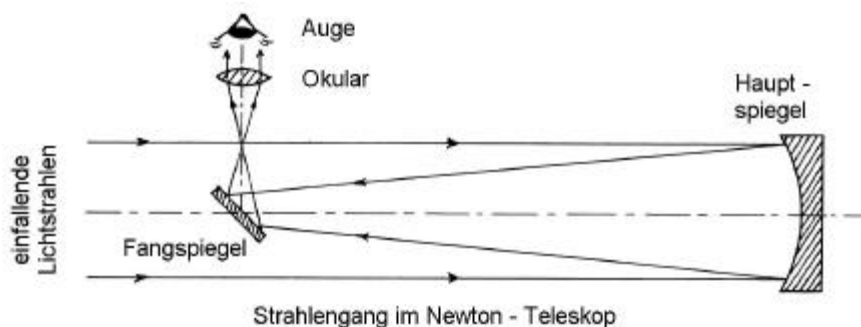 Auge
Okular
Haupt -
spiegel
einfallende
Lichtstrahlen
Fangspiegel
Strahlengang im Newton - Teleskop